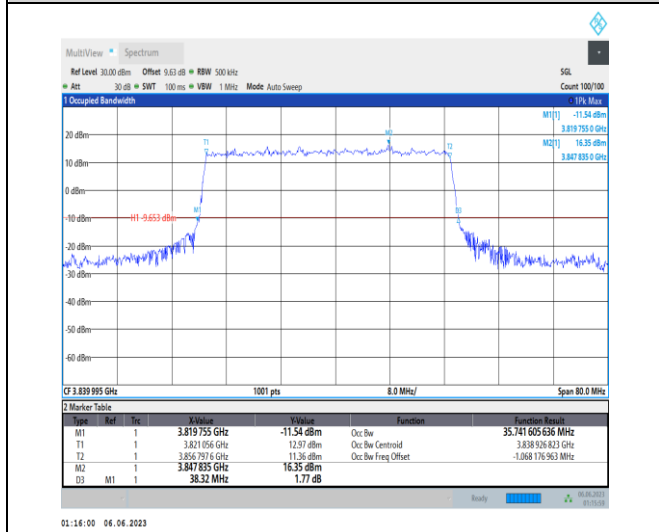 MultiView Spectrum
Ref Level 30.00 dBm Offset 9.63 dB RBW 500 kHz SGL
Att 30 dB SWT 100 ms VBW 1 MHz Mode Auto Sweep Count 100/100
1 Occupied Bandwidth 1Pk Max
M1[1] -11.54 dBm
3.819 755 0 GHz
M2[1] 16.35 dBm
3.847 835 0 GHz
20 dBm
T1
M2
T2
10 dBm
0 dBm
M1
D3
-10 dBm
H1 -9.653 dBm
-20 dBm
-30 dBm
-40 dBm
-50 dBm
-60 dBm
CF 3.839 995 GHz 1001 pts 8.0 MHz/ Span 80.0 MHz
2 Marker Table
Type Ref Trc X-Value Y-Value Function Function Result
M1 1 3.819 755 GHz -11.54 dBm Occ Bw 35.741 605 636 MHz
T1 1 3.821 056 GHz 12.97 dBm Occ Bw Centroid 3.838 926 823 GHz
T2 1 3.856 797 6 GHz 11.36 dBm Occ Bw Freq Offset -1.068 176 963 MHz
M2 1 3.847 835 GHz 16.35 dBm
D3 M1 1 38.32 MHz 1.77 dB
Ready 06.06.2023
01:15:59
01:16:00 06.06.2023